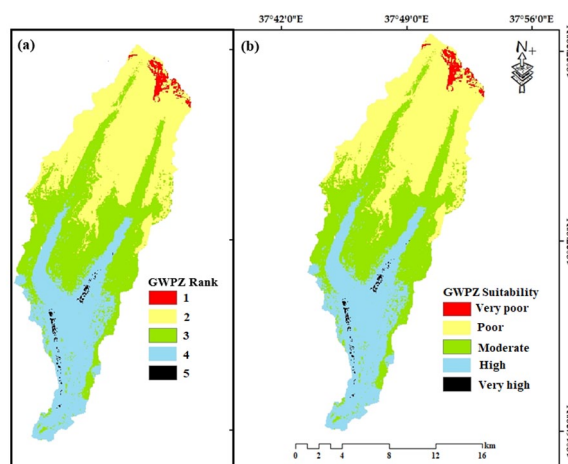 37°42'0"E 37°49'0"E 37°56'0"E
(a)
(b)
N
GWPZ Rank
1
2
3
4
5
GWPZ Suitability
Very poor
Poor
Moderate
High
Very high
0 2 4 8 12 16
km